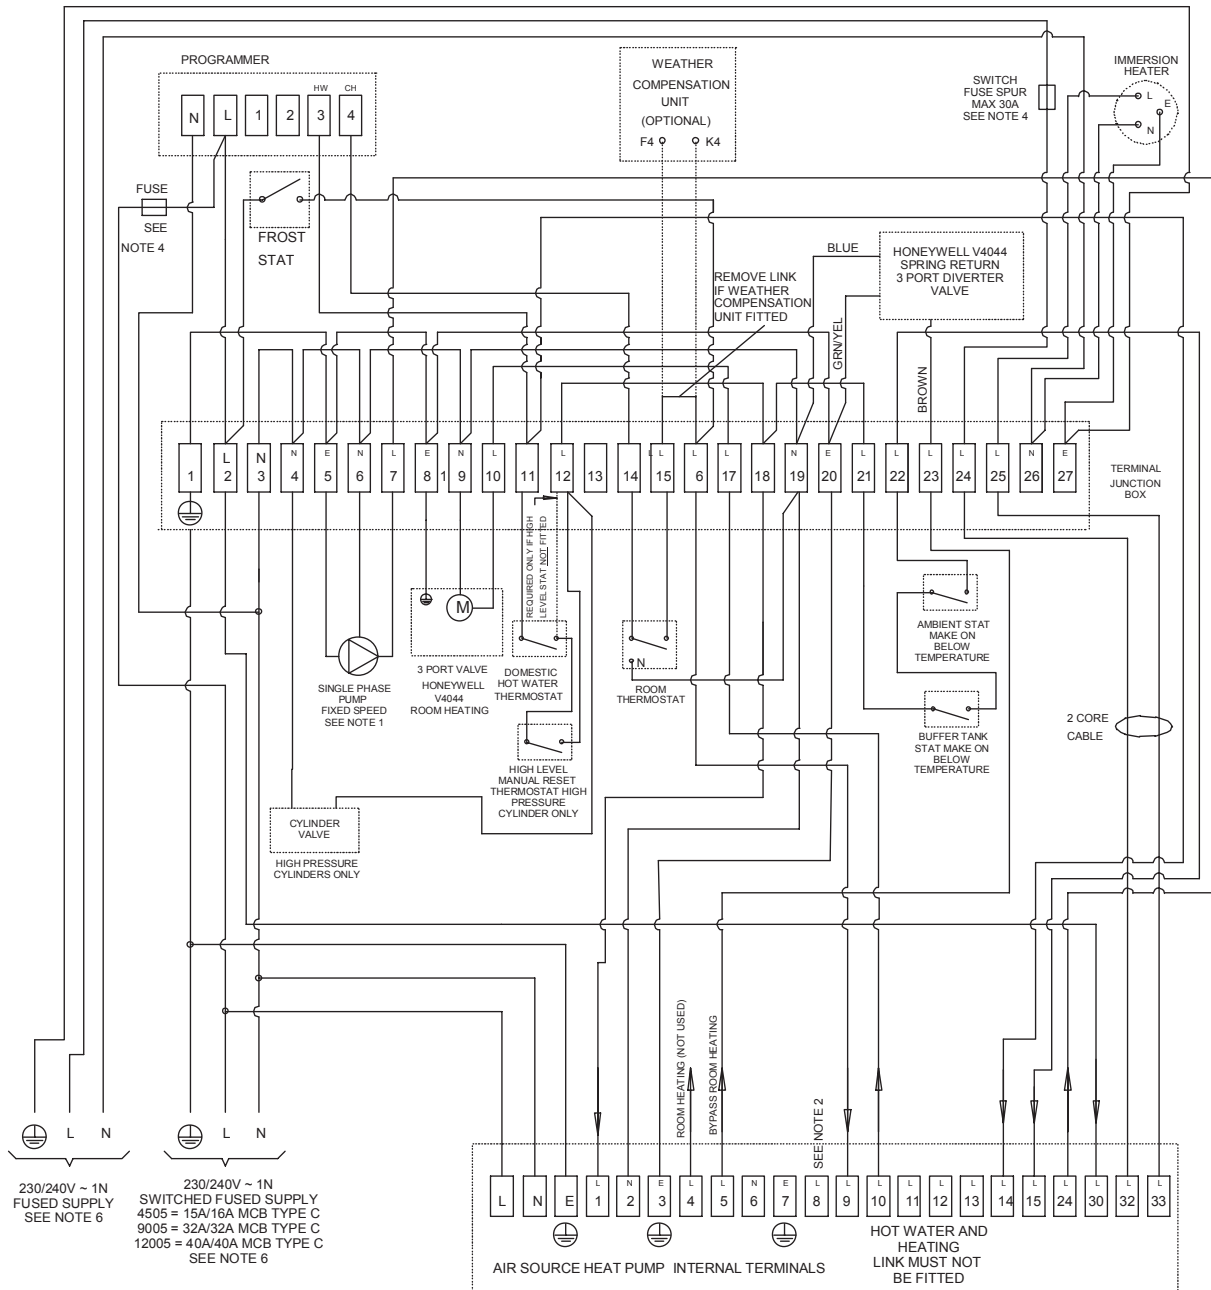 PROGRAMMER
HW CH
N L 1 2 3 4
WEATHER
COMPENSATION
UNIT
(OPTIONAL)
F4 K4
SWITCH
FUSE SPUR
MAX 30A
SEE NOTE 4
IMMERSION
HEATER
L
E
N
FUSE
SEE
NOTE 4
FROST
STAT
BLUE
HONEYWELL V4044
SPRING RETURN
3 PORT DIVERTER
VALVE
REMOVE LINK
IF WEATHER
COMPENSATION
UNIT FITTED
GRN/YEL
BROWN
L N N E N L E N L L L L L L L N E L L L L L N E
1 2 3 4 5 6 7 8 1 9 10 11 12 13 14 15 6 17 18 19 20 21 22 23 24 25 26 27
TERMINAL
JUNCTION
BOX
REQUIRED ONLY IF HIGH
LEVEL STAT NOT FITTED
M
3 PORT VALVE
HONEYWELL
V4044
ROOM HEATING
SINGLE PHASE
PUMP
FIXED SPEED
SEE NOTE 1
DOMESTIC
HOT WATER
THERMOSTAT
N
ROOM
THERMOSTAT
AMBIENT STAT
MAKE ON
BELOW
TEMPERATURE
BUFFER TANK
STAT MAKE ON
BELOW
TEMPERATURE
2 CORE
CABLE
HIGH LEVEL
MANUAL RESET
THERMOSTAT HIGH
PRESSURE
CYLINDER ONLY
CYLINDER
VALVE
HIGH PRESSURE
CYLINDERS ONLY
ROOM HEATING (NOT USED)
BYPASS ROOM HEATING
SEE NOTE 2
L N
230/240V ~ 1N
FUSED SUPPLY
SEE NOTE 6
L N
230/240V ~ 1N
SWITCHED FUSED SUPPLY
4505 = 15A/16A MCB TYPE C
9005 = 32A/32A MCB TYPE C
12005 = 40A/40A MCB TYPE C
SEE NOTE 6
L N E L L
L N E 1 2 3 4 5 6 7 8 9 10 11 12 13 14 15 24 30 32 33
HOT WATER AND
HEATING
LINK MUST NOT
BE FITTED
AIR SOURCE HEAT PUMP INTERNAL TERMINALS